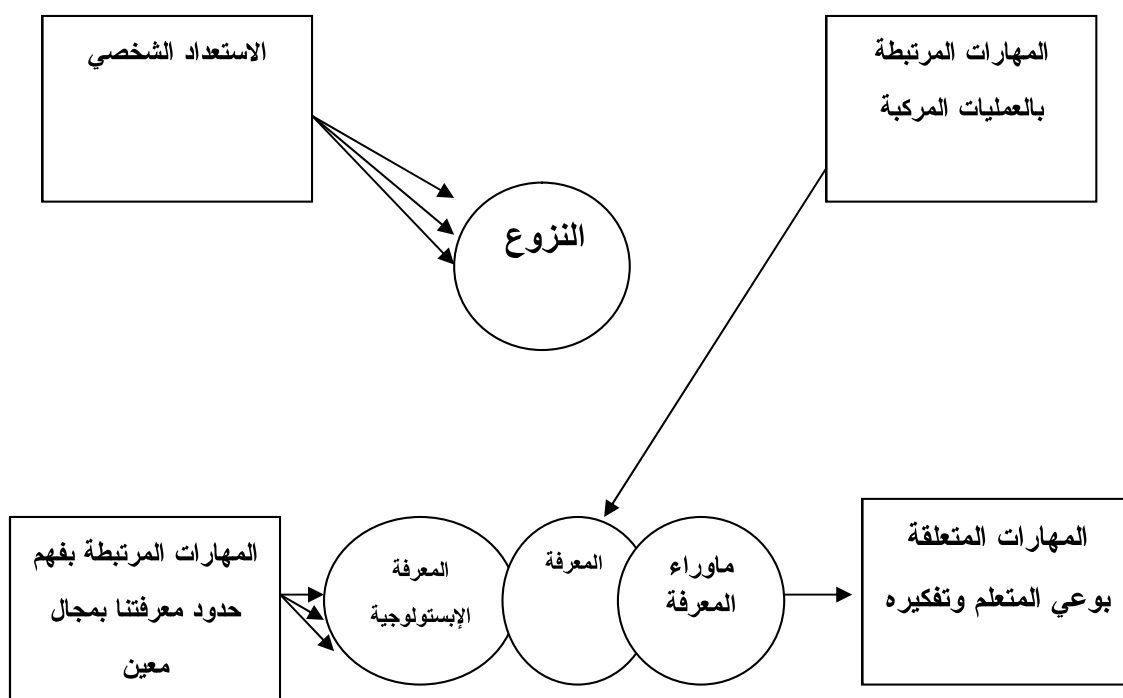 المهارات المرتبطة
بالعمليات المركبة
الاستعداد الشخصي
النزوع
المهارات المتعلقة
بوعي المتعلم وتفكيره
ماوراء
المعرفة
المعرفة
المعرفة
الإبستولوجية
المهارات المرتبطة بفهم
حدود معرفتنا بمجال
معين